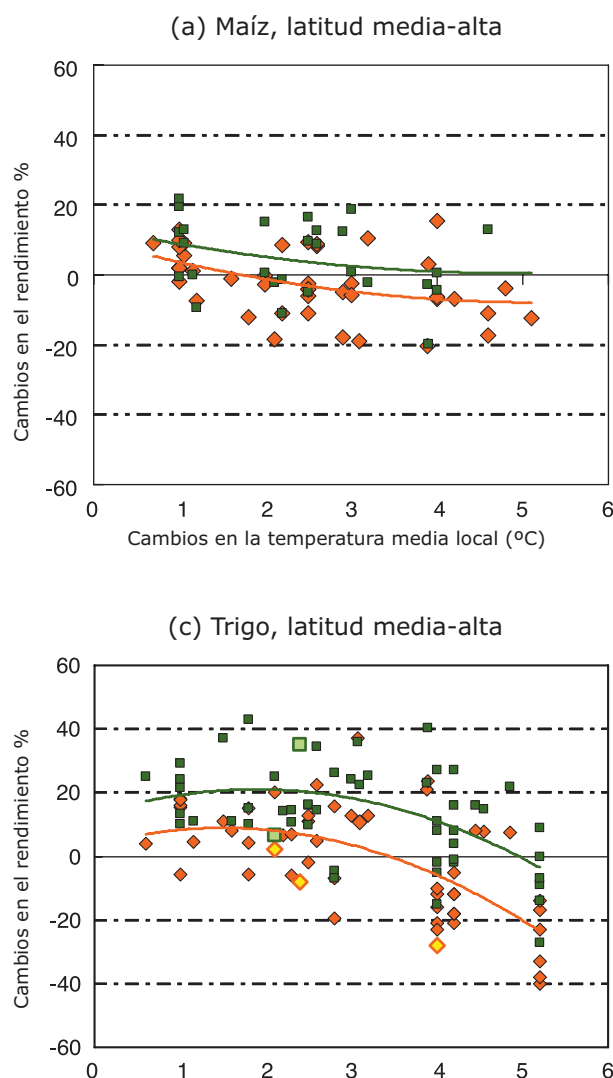 (a) Maíz, latitud media-alta
Cambios en el rendimiento %
60
40
20
0
-20
-40
-60
0 1 2 3 4 5 6
Cambios en la temperatura media local (ºC)
(c) Trigo, latitud media-alta
Cambios en el rendimiento %
60
40
20
0
-20
-40
-60
0 1 2 3 4 5 6